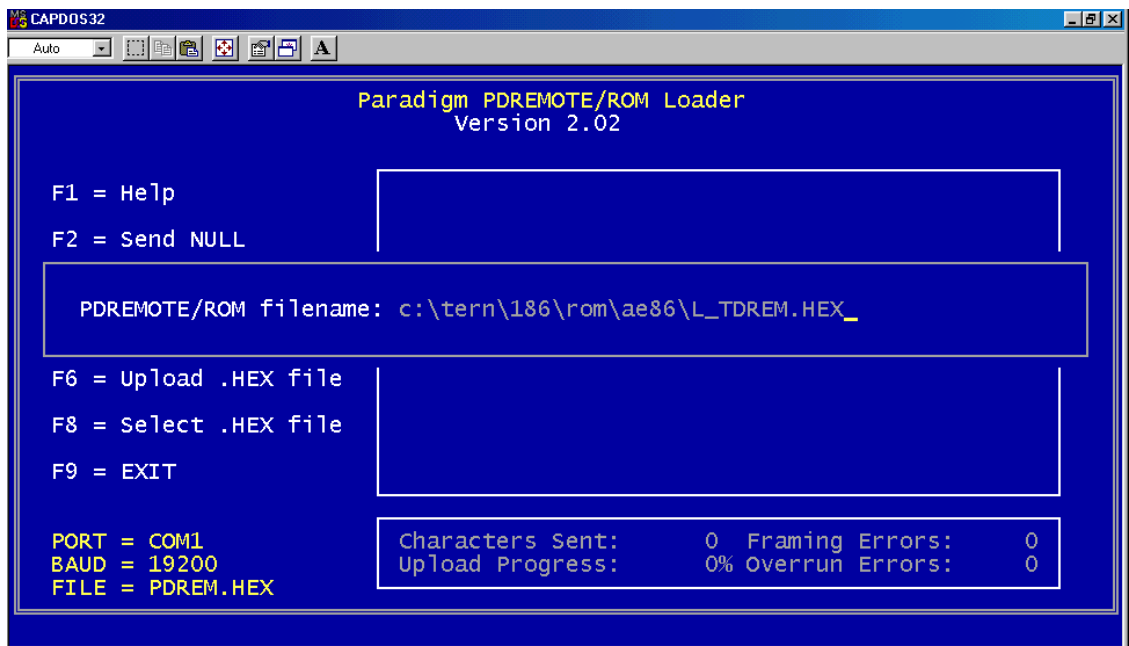 CAPDOS32
Auto
A
Paradigm PDREMOTE/ROM Loader
Version 2.02
F1 = Help
F2 = Send NULL
PDREMOTE/ROM filename: c:\tern\186\rom\ae86\L_TDREM.HEX_
F6 = Upload .HEX file
F8 = Select .HEX file
F9 = EXIT
PORT = COM1
BAUD = 19200
FILE = PDREM.HEX
Characters Sent: 0 Framing Errors: 0
Upload Progress: 0% Overrun Errors: 0